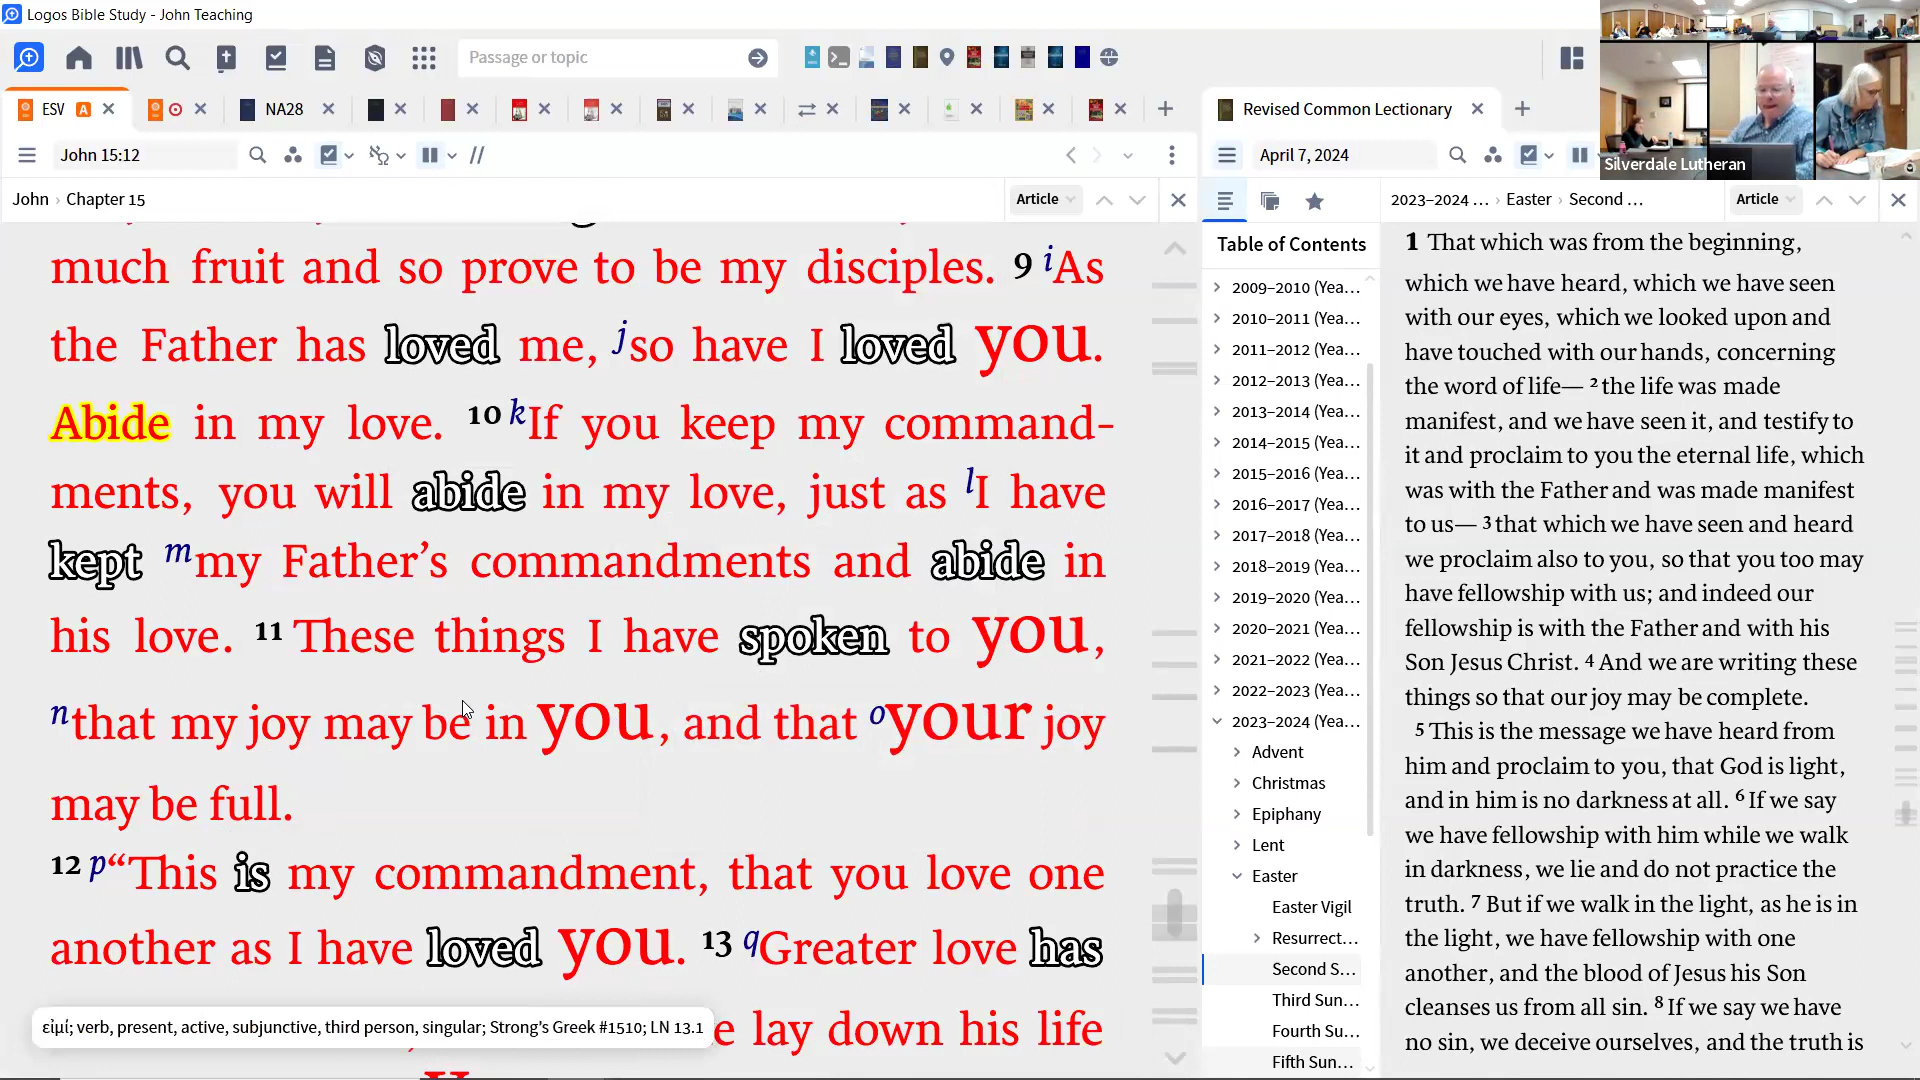 Logos Bible Study - John Teaching
Passage or topic
ESV A
NA28
John 15:12
John › Chapter 15
Article
much fruit and so prove to be my disciples. 9 iAs
the Father has loved me, jso have I loved you.
Abide in my love. 10 kIf you keep my command-
ments, you will abide in my love, just as lI have
kept mmy Father’s commandments and abide in
his love. 11 These things I have spoken to you,
nthat my joy may be in you, and that oyour joy
may be full.
12 p“This is my commandment, that you love one
another as I have loved you. 13 qGreater love has
e lay down his life
εἰμί; verb, present, active, subjunctive, third person, singular; Strong’s Greek #1510; LN 13.1
Revised Common Lectionary
April 7, 2024
Silverdale Lutheran
2023–2024 ... › Easter › Second ...
Article
Table of Contents
2009–2010 (Yea...
2010–2011 (Yea...
2011–2012 (Yea...
2012–2013 (Yea...
2013–2014 (Yea...
2014–2015 (Yea...
2015–2016 (Yea...
2016–2017 (Yea...
2017–2018 (Yea...
2018–2019 (Yea...
2019–2020 (Yea...
2020–2021 (Yea...
2021–2022 (Yea...
2022–2023 (Yea...
2023–2024 (Yea...
Advent
Christmas
Epiphany
Lent
Easter
Easter Vigil
Resurrect...
Second S...
Third Sun...
Fourth Su...
Fifth Sun...
1 That which was from the beginning,
which we have heard, which we have seen
with our eyes, which we looked upon and
have touched with our hands, concerning
the word of life— 2 the life was made
manifest, and we have seen it, and testify to
it and proclaim to you the eternal life, which
was with the Father and was made manifest
to us— 3 that which we have seen and heard
we proclaim also to you, so that you too may
have fellowship with us; and indeed our
fellowship is with the Father and with his
Son Jesus Christ. 4 And we are writing these
things so that our joy may be complete.
5 This is the message we have heard from
him and proclaim to you, that God is light,
and in him is no darkness at all. 6 If we say
we have fellowship with him while we walk
in darkness, we lie and do not practice the
truth. 7 But if we walk in the light, as he is in
the light, we have fellowship with one
another, and the blood of Jesus his Son
cleanses us from all sin. 8 If we say we have
no sin, we deceive ourselves, and the truth is